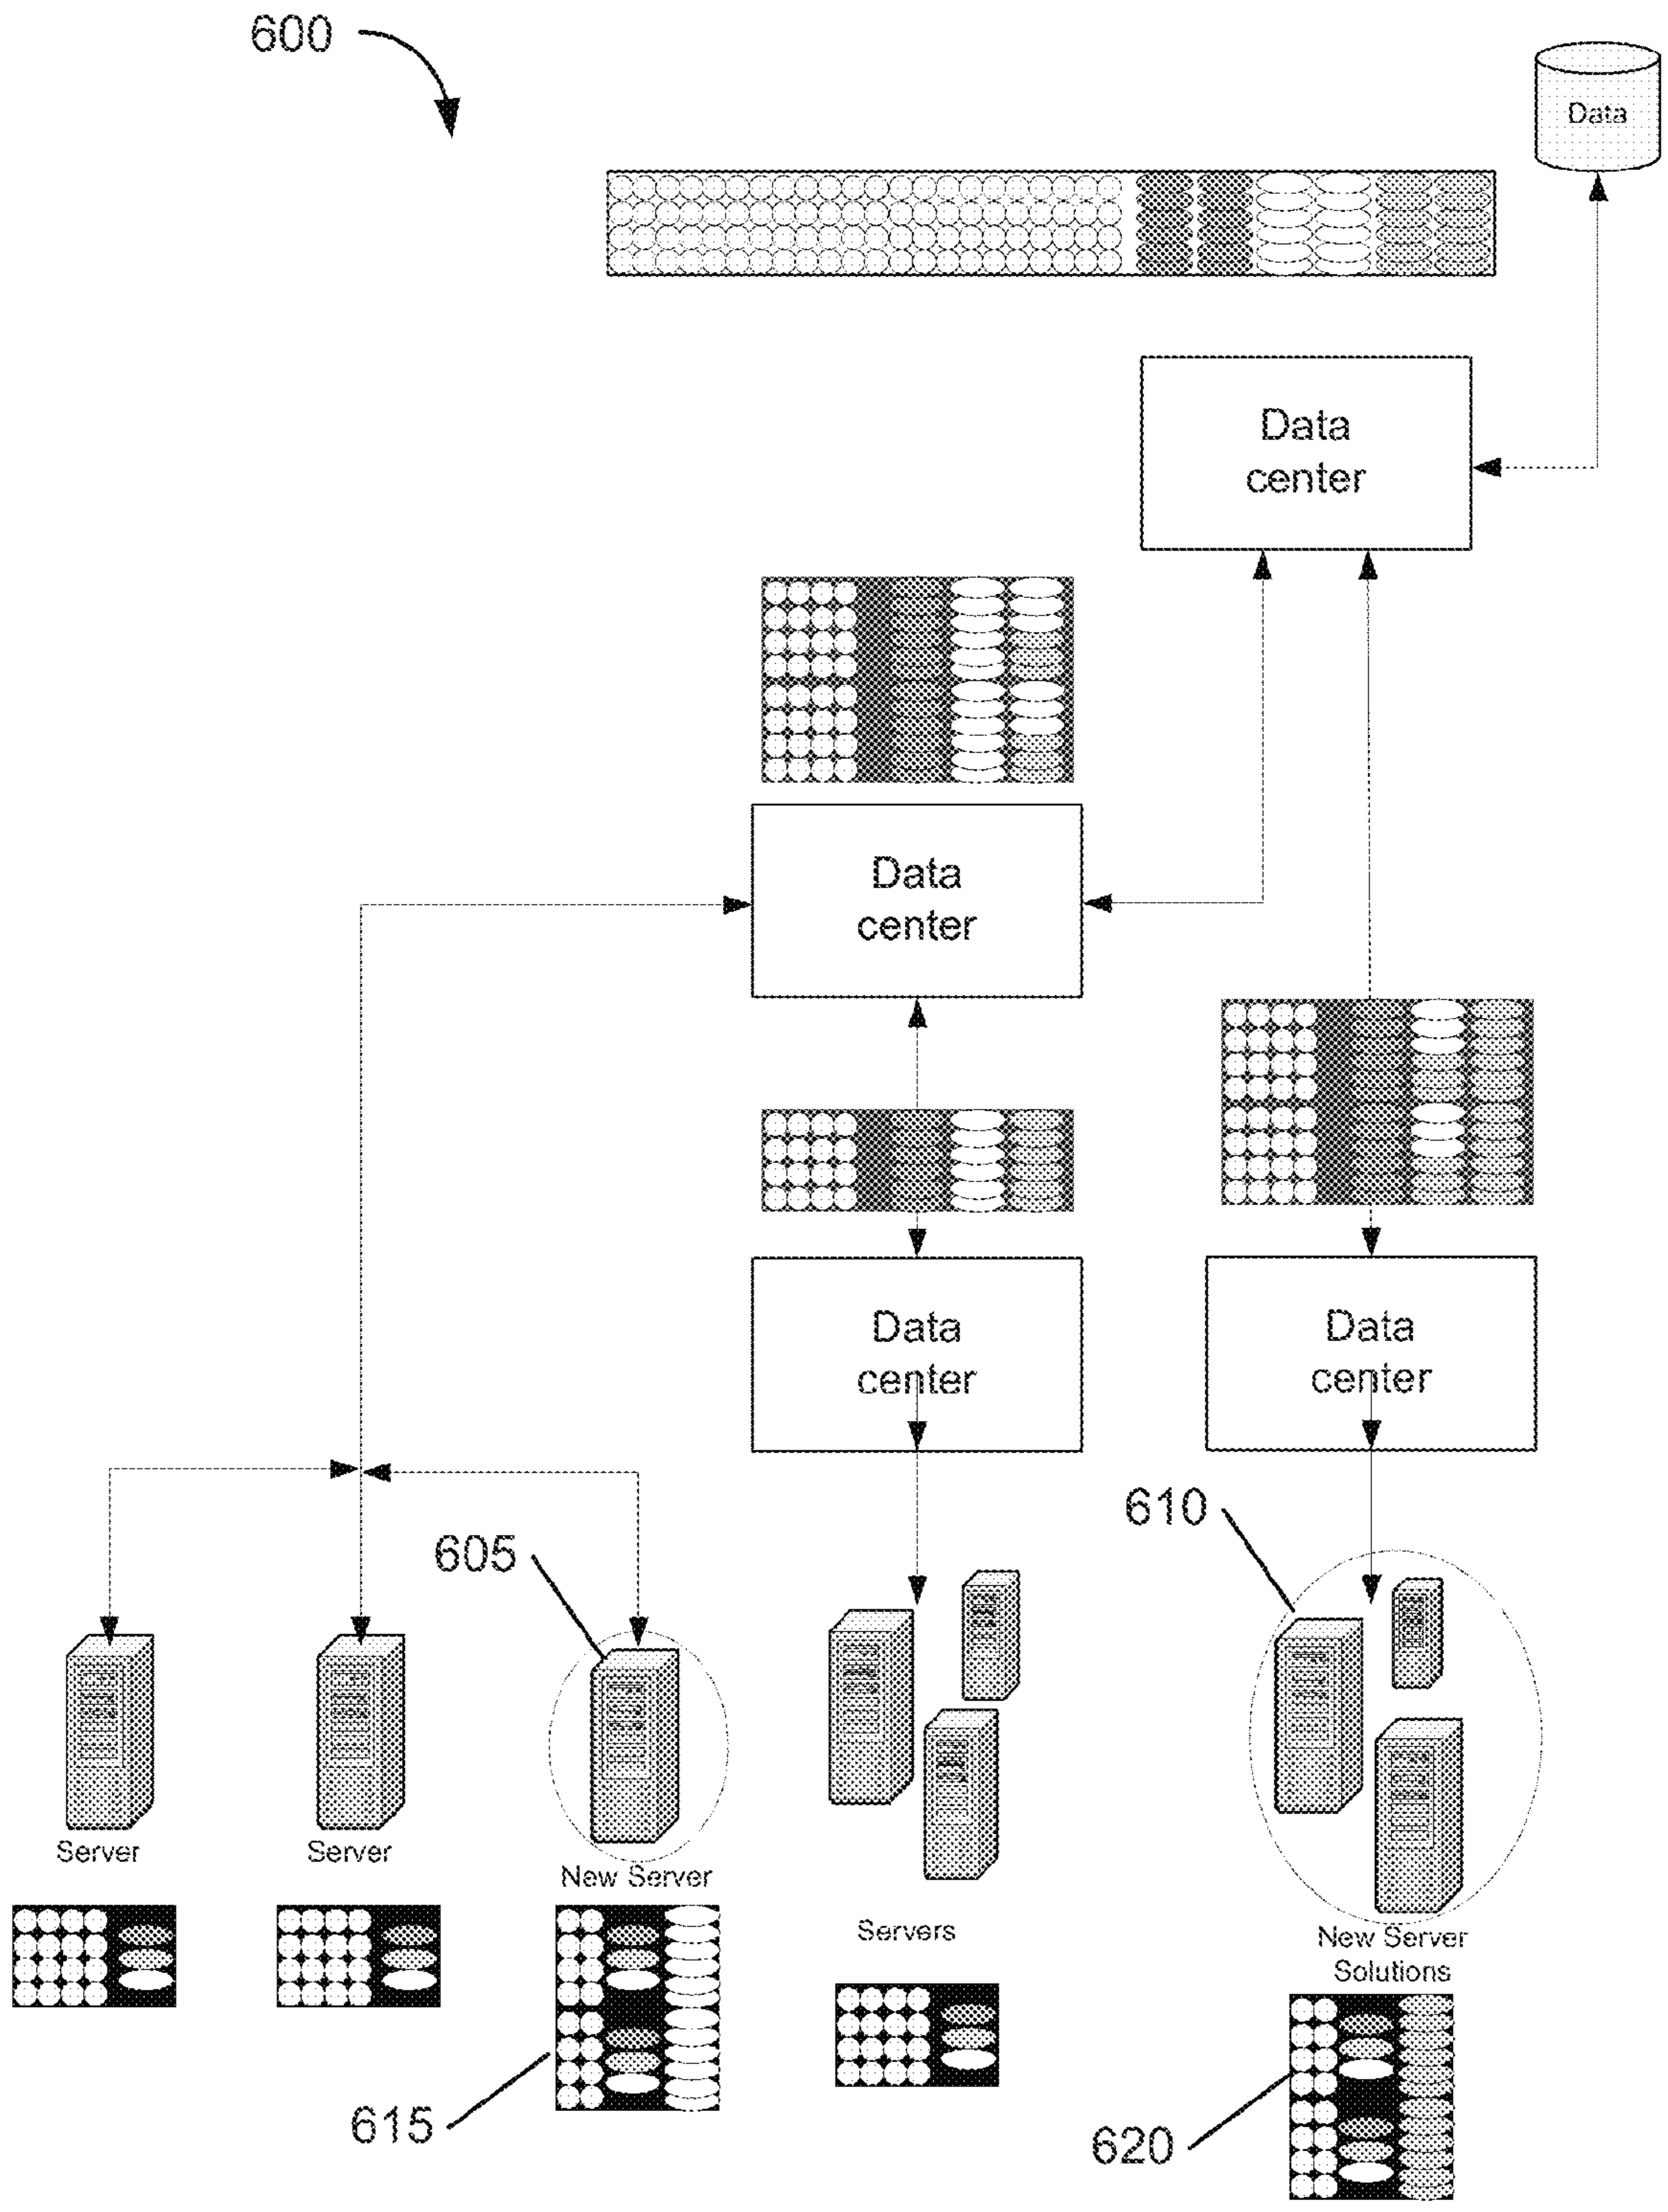 600
Data
Data
center
Data
center
Data
center
Data
center
610
605
Server
Server
New Server
Servers
New Server
Solutions
615
620